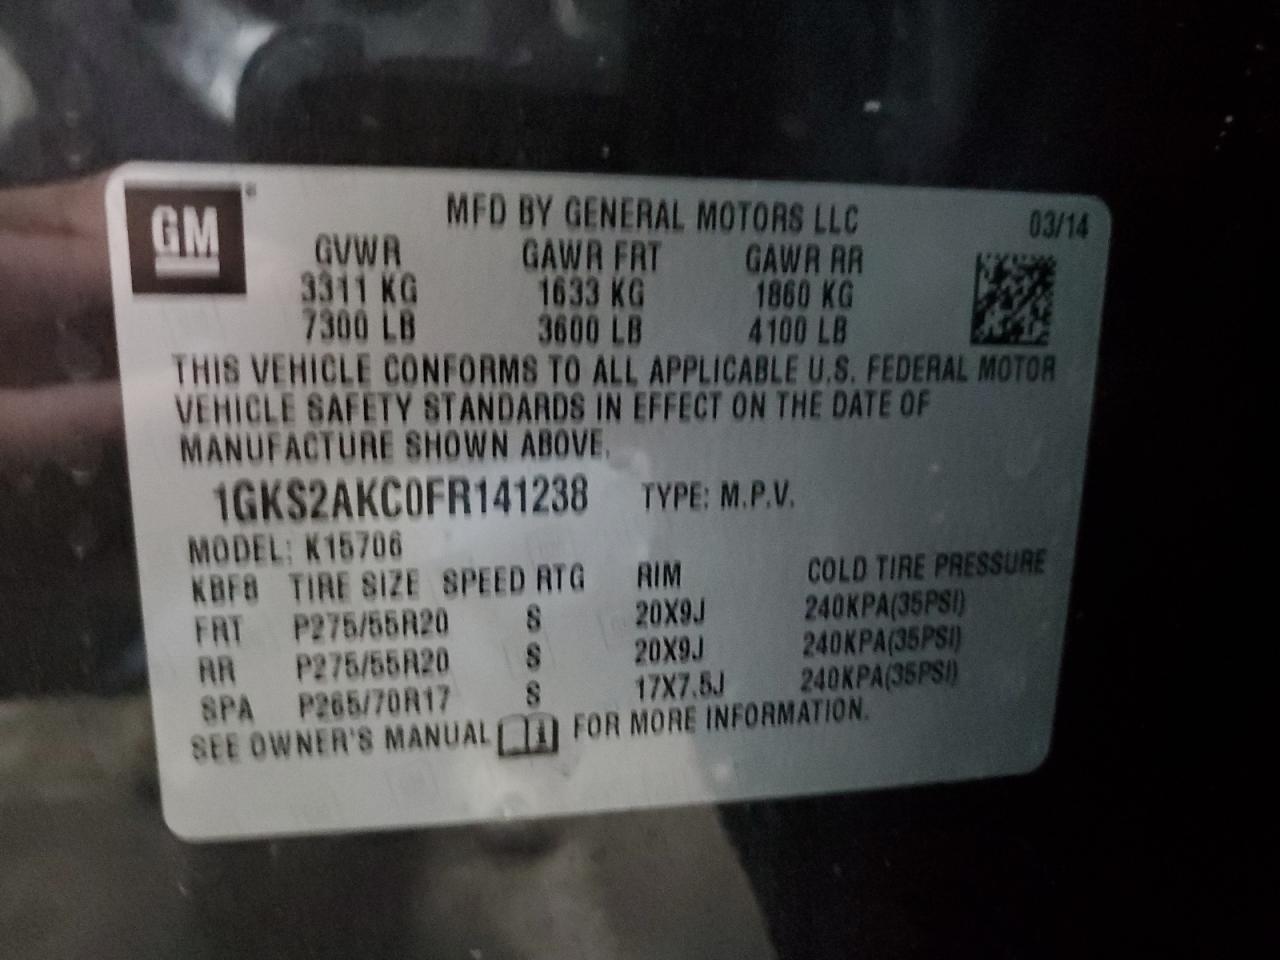 GM
MFD BY GENERAL MOTORS LLC 03/14
GVWR GAWR FRT GAWR RR
3311 KG 1633 KG 1860 KG
7300 LB 3600 LB 4100 LB
THIS VEHICLE CONFORMS TO ALL APPLICABLE U.S. FEDERAL MOTOR
VEHICLE SAFETY STANDARDS IN EFFECT ON THE DATE OF
MANUFACTURE SHOWN ABOVE.
1GKS2AKC0FR141238 TYPE: M.P.V.
MODEL: K15706
KBF8 TIRE SIZE SPEED RTG RIM COLD TIRE PRESSURE
FRT P275/55R20 S 20X9J 240KPA(35PSI)
RR P275/55R20 S 20X9J 240KPA(35PSI)
SPA P265/70R17 S 17X7.5J 240KPA(35PSI)
SEE OWNER'S MANUAL FOR MORE INFORMATION.